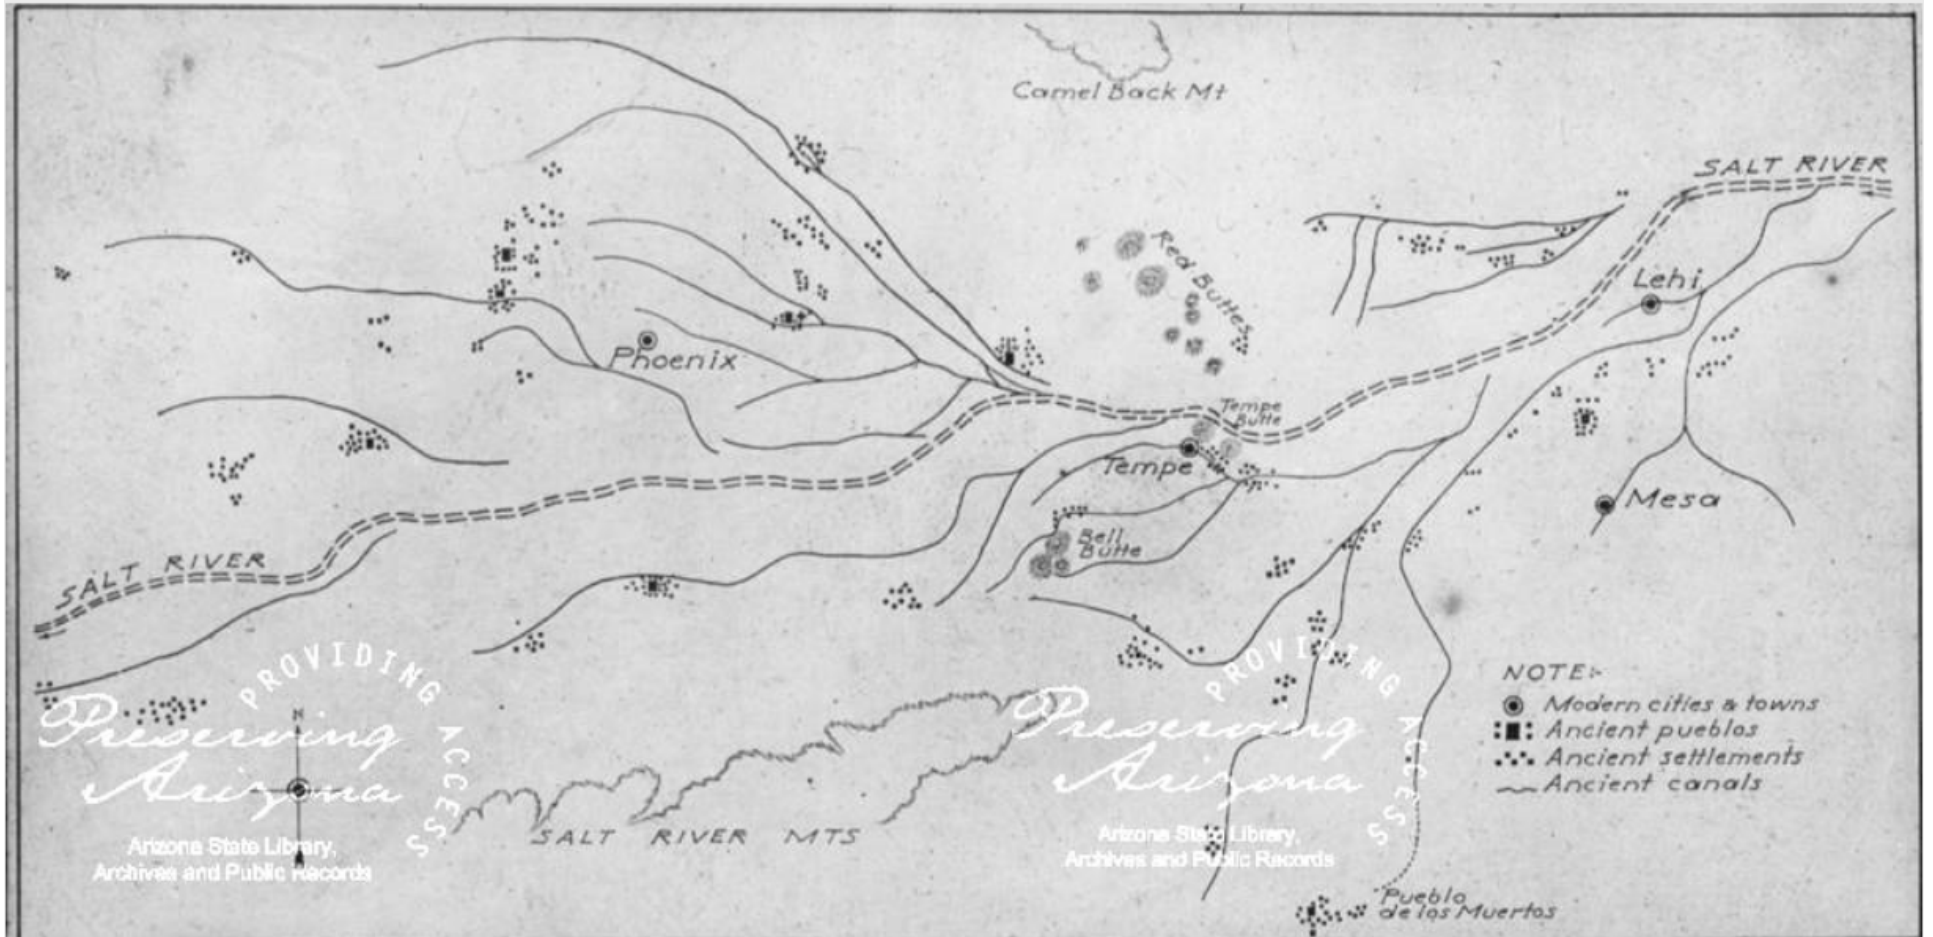 Camel Back Mt
SALT RIVER
Red Buttes
Lehi
Phoenix
Tempe
Butte
Tempe
Mesa
Bell
Butte
SALT RIVER
PROVIDING ACCESS
Preserving
Arizona
Arizona State Library,
Archives and Public Records
N
SALT RIVER MTS
PROVIDING ACCESS
Preserving
Arizona
Arizona State Library,
Archives and Public Records
NOTE:-
Modern cities & towns
Ancient pueblos
Ancient settlements
Ancient canals
Pueblo
de los Muertos